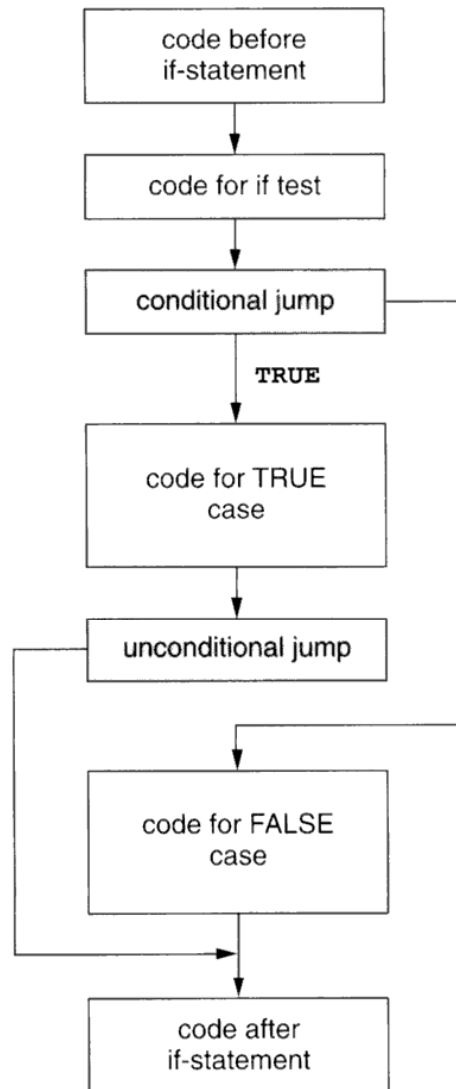 code before
if-statement
code for if test
conditional jump
TRUE
code for TRUE
case
unconditional jump
code for FALSE
case
code after
if-statement